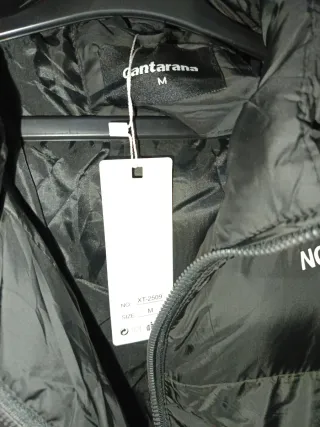 Cantarana
M
NO
NO: XT-2509
SIZE: M